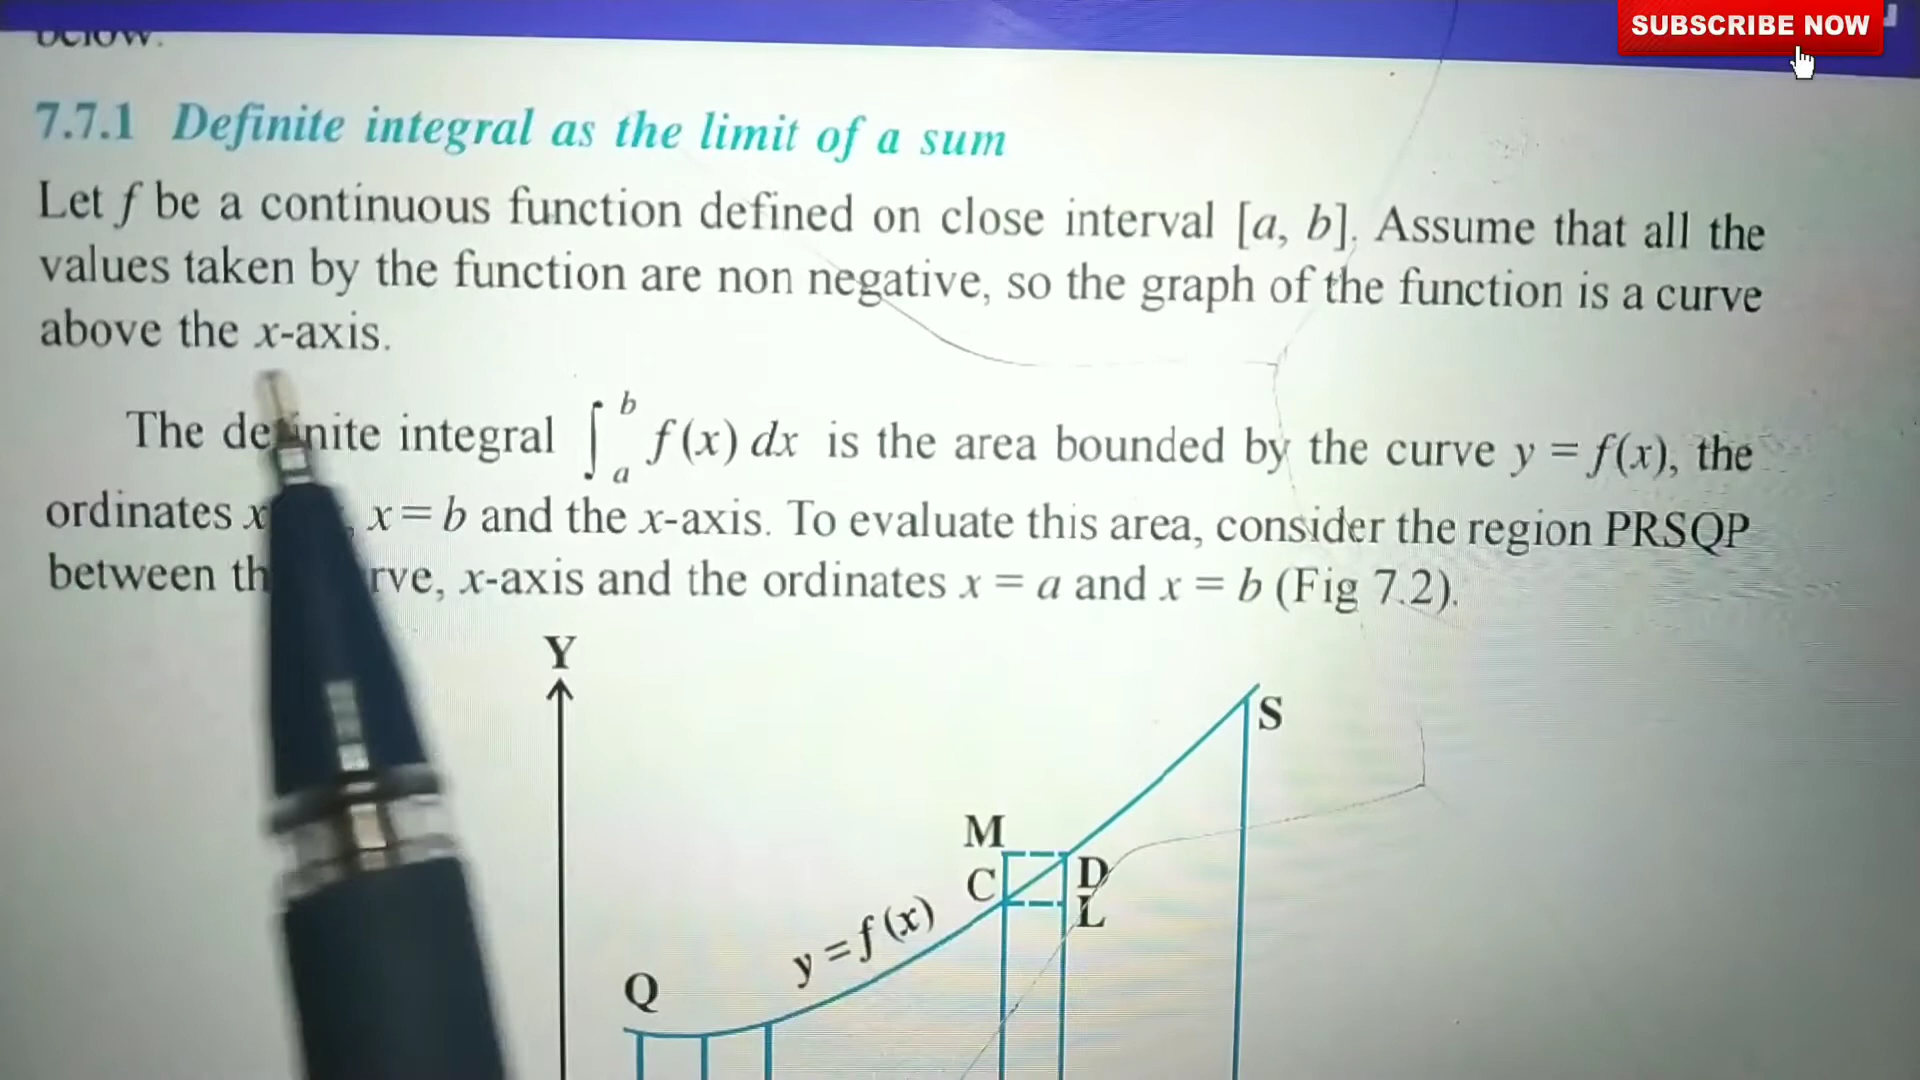 SUBSCRIBE NOW
below.
7.7.1 Definite integral as the limit of a sum
Let f be a continuous function defined on close interval [a, b]. Assume that all the
values taken by the function are non negative, so the graph of the function is a curve
above the x-axis.
The definite integral ∫ₐᵇ f(x) dx is the area bounded by the curve y = f(x), the
ordinates x , x = b and the x-axis. To evaluate this area, consider the region PRSQP
between th rve, x-axis and the ordinates x = a and x = b (Fig 7.2).
Y
S
M
C
D
L
y = f (x)
Q